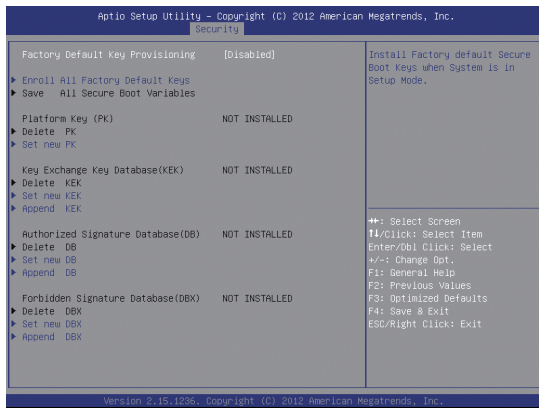 Aptio Setup Utility – Copyright (C) 2012 American Megatrends, Inc.
Security
Factory Default Key Provisioning [Disabled]
Enroll All Factory Default Keys
Save All Secure Boot Variables
Platform Key (PK) NOT INSTALLED
Delete PK
Set new PK
Key Exchange Key Database(KEK) NOT INSTALLED
Delete KEK
Set new KEK
Append KEK
Authorized Signature Database(DB) NOT INSTALLED
Delete DB
Set new DB
Append DB
Forbidden Signature Database(DBX) NOT INSTALLED
Delete DBX
Set new DBX
Append DBX
Install Factory default Secure
Boot Keys when System is in
Setup Mode.
→←: Select Screen
↑↓/Click: Select Item
Enter/Dbl Click: Select
+/-: Change Opt.
F1: General Help
F2: Previous Values
F3: Optimized Defaults
F4: Save & Exit
ESC/Right Click: Exit
Version 2.15.1236. Copyright (C) 2012 American Megatrends, Inc.